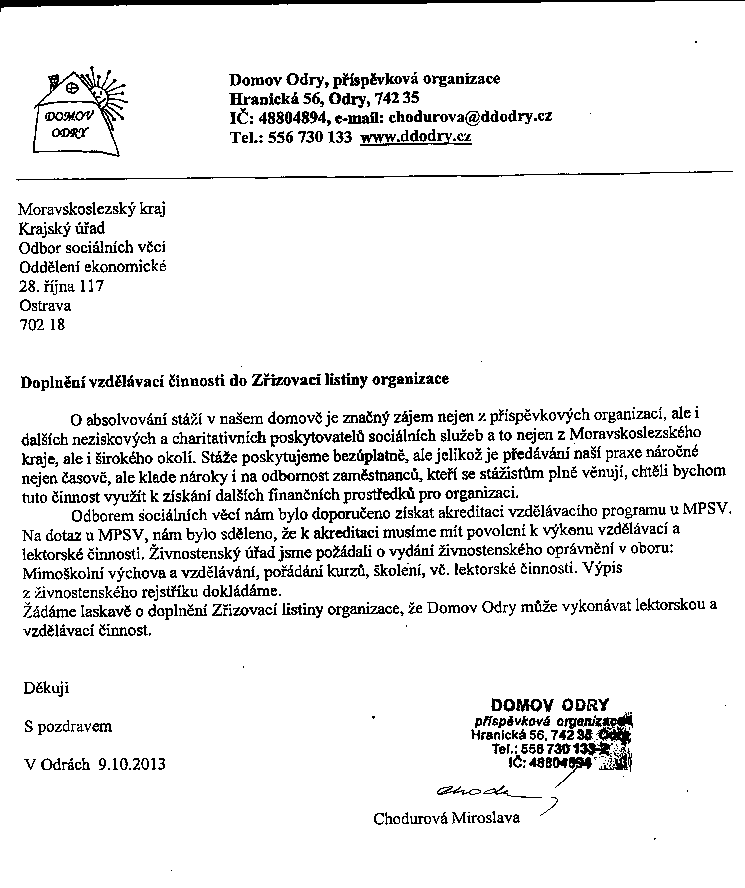 DOMOV
ODRY
Domov Odry, příspěvková organizace
Hranická 56, Odry, 742 35
IČ: 48804894, e-mail: chodurova@ddodry.cz
Tel.: 556 730 133 www.ddodry.cz
Moravskoslezský kraj
Krajský úřad
Odbor sociálních věcí
Oddělení ekonomické
28. října 117
Ostrava
702 18
Doplnění vzdělávací činnosti do Zřizovací listiny organizace
O absolvování stáží v našem domově je značný zájem nejen z příspěvkových organizací, ale i
dalších neziskových a charitativních poskytovatelů sociálních služeb a to nejen z Moravskoslezského
kraje, ale i širokého okolí. Stáže poskytujeme bezúplatně, ale jelikož je předávání naší praxe náročné
nejen časově, ale klade nároky i na odbornost zaměstnanců, kteří se stážistům plně věnují, chtěli bychom
tuto činnost využít k získání dalších finančních prostředků pro organizaci.
Odborem sociálních věcí nám bylo doporučeno získat akreditaci vzdělávacího programu u MPSV.
Na dotaz u MPSV, nám bylo sděleno, že k akreditaci musíme mít povolení k výkonu vzdělávací a
lektorské činnosti. Živnostenský úřad jsme požádali o vydání živnostenského oprávnění v oboru:
Mimoškolní výchova a vzdělávání, pořádání kurzů, školení, vč. lektorské činnosti. Výpis
z živnostenského rejstříku dokládáme.
Žádáme laskavě o doplnění Zřizovací listiny organizace, že Domov Odry může vykonávat lektorskou a
vzdělávací činnost.
Děkuji
S pozdravem
V Odrách 9.10.2013
DOMOV ODRY
příspěvková organizace
Hranická 56, 742 35 Odry
Tel.: 556 730 133
IČ: 48804894
Chodurová Miroslava